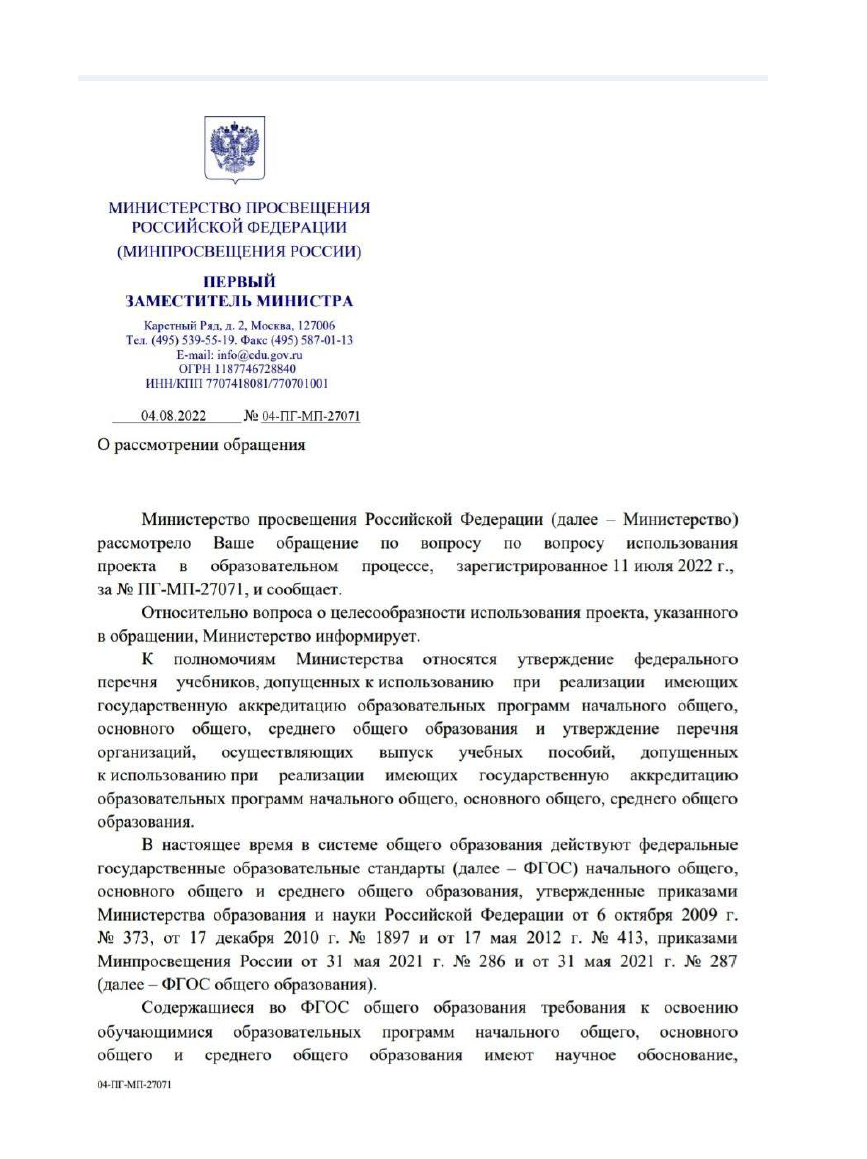 МИНИСТЕРСТВО ПРОСВЕЩЕНИЯ
РОССИЙСКОЙ ФЕДЕРАЦИИ
(МИНПРОСВЕЩЕНИЯ РОССИИ)
ПЕРВЫЙ
ЗАМЕСТИТЕЛЬ МИНИСТРА
Каретный Ряд, д. 2, Москва, 127006
Тел. (495) 539-55-19. Факс (495) 587-01-13
E-mail: info@edu.gov.ru
ОГРН 1187746728840
ИНН/КПП 7707418081/770701001
04.08.2022 № 04-ПГ-МП-27071
О рассмотрении обращения
Министерство просвещения Российской Федерации (далее – Министерство)
рассмотрело Ваше обращение по вопросу по вопросу использования
проекта в образовательном процессе, зарегистрированное 11 июля 2022 г.,
за № ПГ-МП-27071, и сообщает.
Относительно вопроса о целесообразности использования проекта, указанного
в обращении, Министерство информирует.
К полномочиям Министерства относятся утверждение федерального
перечня учебников, допущенных к использованию при реализации имеющих
государственную аккредитацию образовательных программ начального общего,
основного общего, среднего общего образования и утверждение перечня
организаций, осуществляющих выпуск учебных пособий, допущенных
к использованию при реализации имеющих государственную аккредитацию
образовательных программ начального общего, основного общего, среднего общего
образования.
В настоящее время в системе общего образования действуют федеральные
государственные образовательные стандарты (далее – ФГОС) начального общего,
основного общего и среднего общего образования, утвержденные приказами
Министерства образования и науки Российской Федерации от 6 октября 2009 г.
№ 373, от 17 декабря 2010 г. № 1897 и от 17 мая 2012 г. № 413, приказами
Минпросвещения России от 31 мая 2021 г. № 286 и от 31 мая 2021 г. № 287
(далее – ФГОС общего образования).
Содержащиеся во ФГОС общего образования требования к освоению
обучающимися образовательных программ начального общего, основного
общего и среднего общего образования имеют научное обоснование,
04-ПГ-МП-27071